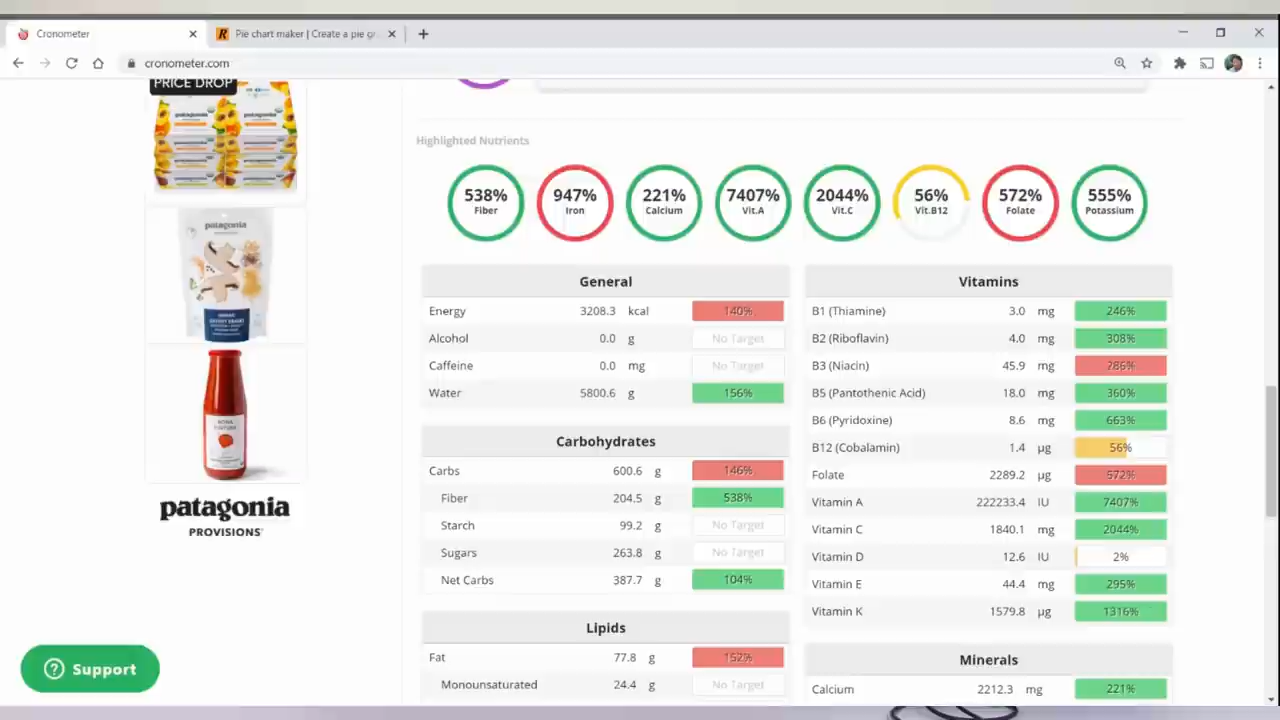 Cronometer
Pie chart maker | Create a pie gr
cronometer.com
PRICE DROP
patagonia
patagonia
patagonia
patagonia
PROVISIONS
Support
Highlighted Nutrients
538%
Fiber
947%
Iron
221%
Calcium
7407%
Vit.A
2044%
Vit.C
56%
Vit.B12
572%
Folate
555%
Potassium
General
Energy 3208.3 k 140%
Alcohol 0.0 g No Target
Caffeine 0.0 mg No Target
Water 5800.6 g 156%
Carbohydrates
Carbs 600.6 g 146%
Fiber 204.5 g 538%
Starch 99.2 g No Target
Sugars 263.8 g No Target
Net Carbs 387.7 g 104%
Lipids
Fat 77.8 g 152%
Monounsaturated 24.4 g No Target
Vitamins
B1 (Thiamine) 3.0 mg 246%
B2 (Riboflavin) 4.0 mg 308%
B3 (Niacin) 45.9 mg 286%
B5 (Pantothenic Acid) 18.0 mg 360%
B6 (Pyridoxine) 8.6 mg 663%
B12 (Cobalamin) 1.4 µg 56%
Folate 2289.2 µg 572%
Vitamin A 222233.4 IU 7407%
Vitamin C 1840.1 mg 2044%
Vitamin D 12.6 IU 2%
Vitamin E 44.4 mg 295%
Vitamin K 1579.8 µg 1316%
Minerals
Calcium 2212.3 mg 221%